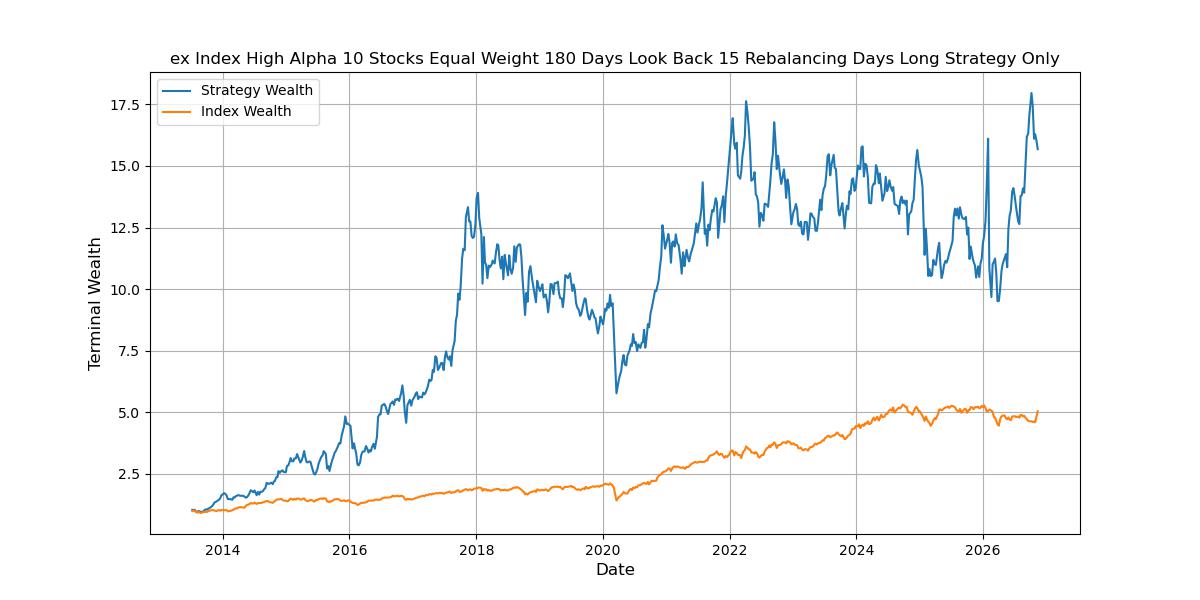 ex Index High Alpha 10 Stocks Equal Weight 180 Days Look Back 15 Rebalancing Days Long Strategy Only
Strategy Wealth
Index Wealth
17.5
15.0
12.5
10.0
7.5
5.0
2.5
Terminal Wealth
2014 2016 2018 2020 2022 2024 2026
Date